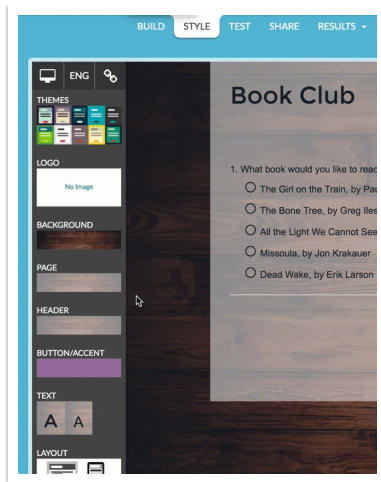 BUILD STYLE TEST SHARE RESULTS
ENG
THEMES
LOGO
No Image
BACKGROUND
PAGE
HEADER
BUTTON/ACCENT
TEXT
A A
LAYOUT
Book Club
1. What book would you like to read
The Girl on the Train, by
The Bone Tree, by Greg Iles
All the Light We Cannot See
Missoula, by Jon Krakauer
Dead Wake, by Erik Larson